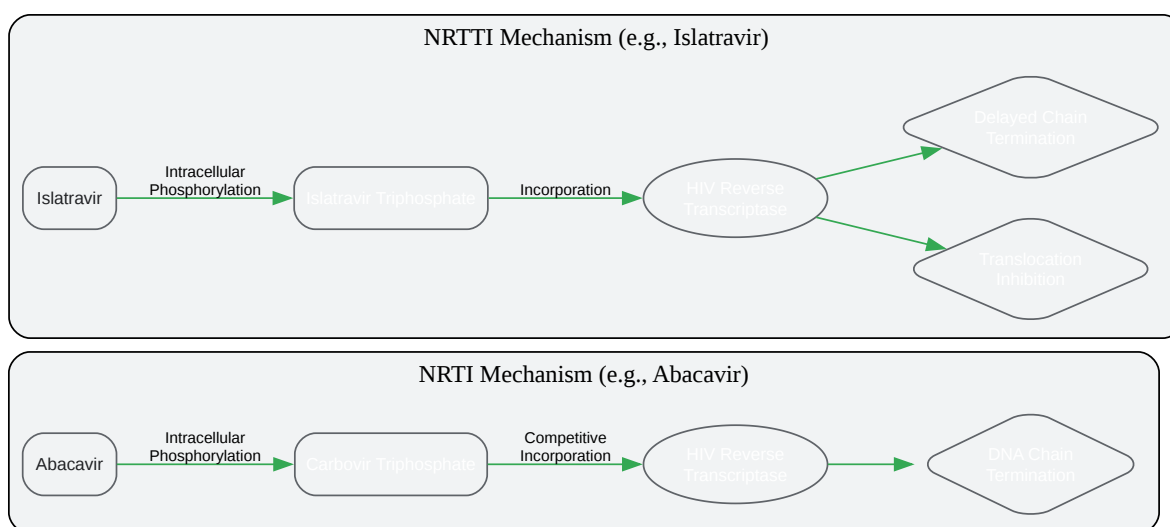 NRTTI Mechanism (e.g., Islatravir)
Islatravir
Intracellular
Phosphorylation
Islatravir Triphosphate
Incorporation
HIV Reverse
Transcriptase
Delayed Chain
Termination
Translocation
Inhibition
NRTI Mechanism (e.g., Abacavir)
Abacavir
Intracellular
Phosphorylation
Carbovir Triphosphate
Competitive
Incorporation
HIV Reverse
Transcriptase
DNA Chain
Termination